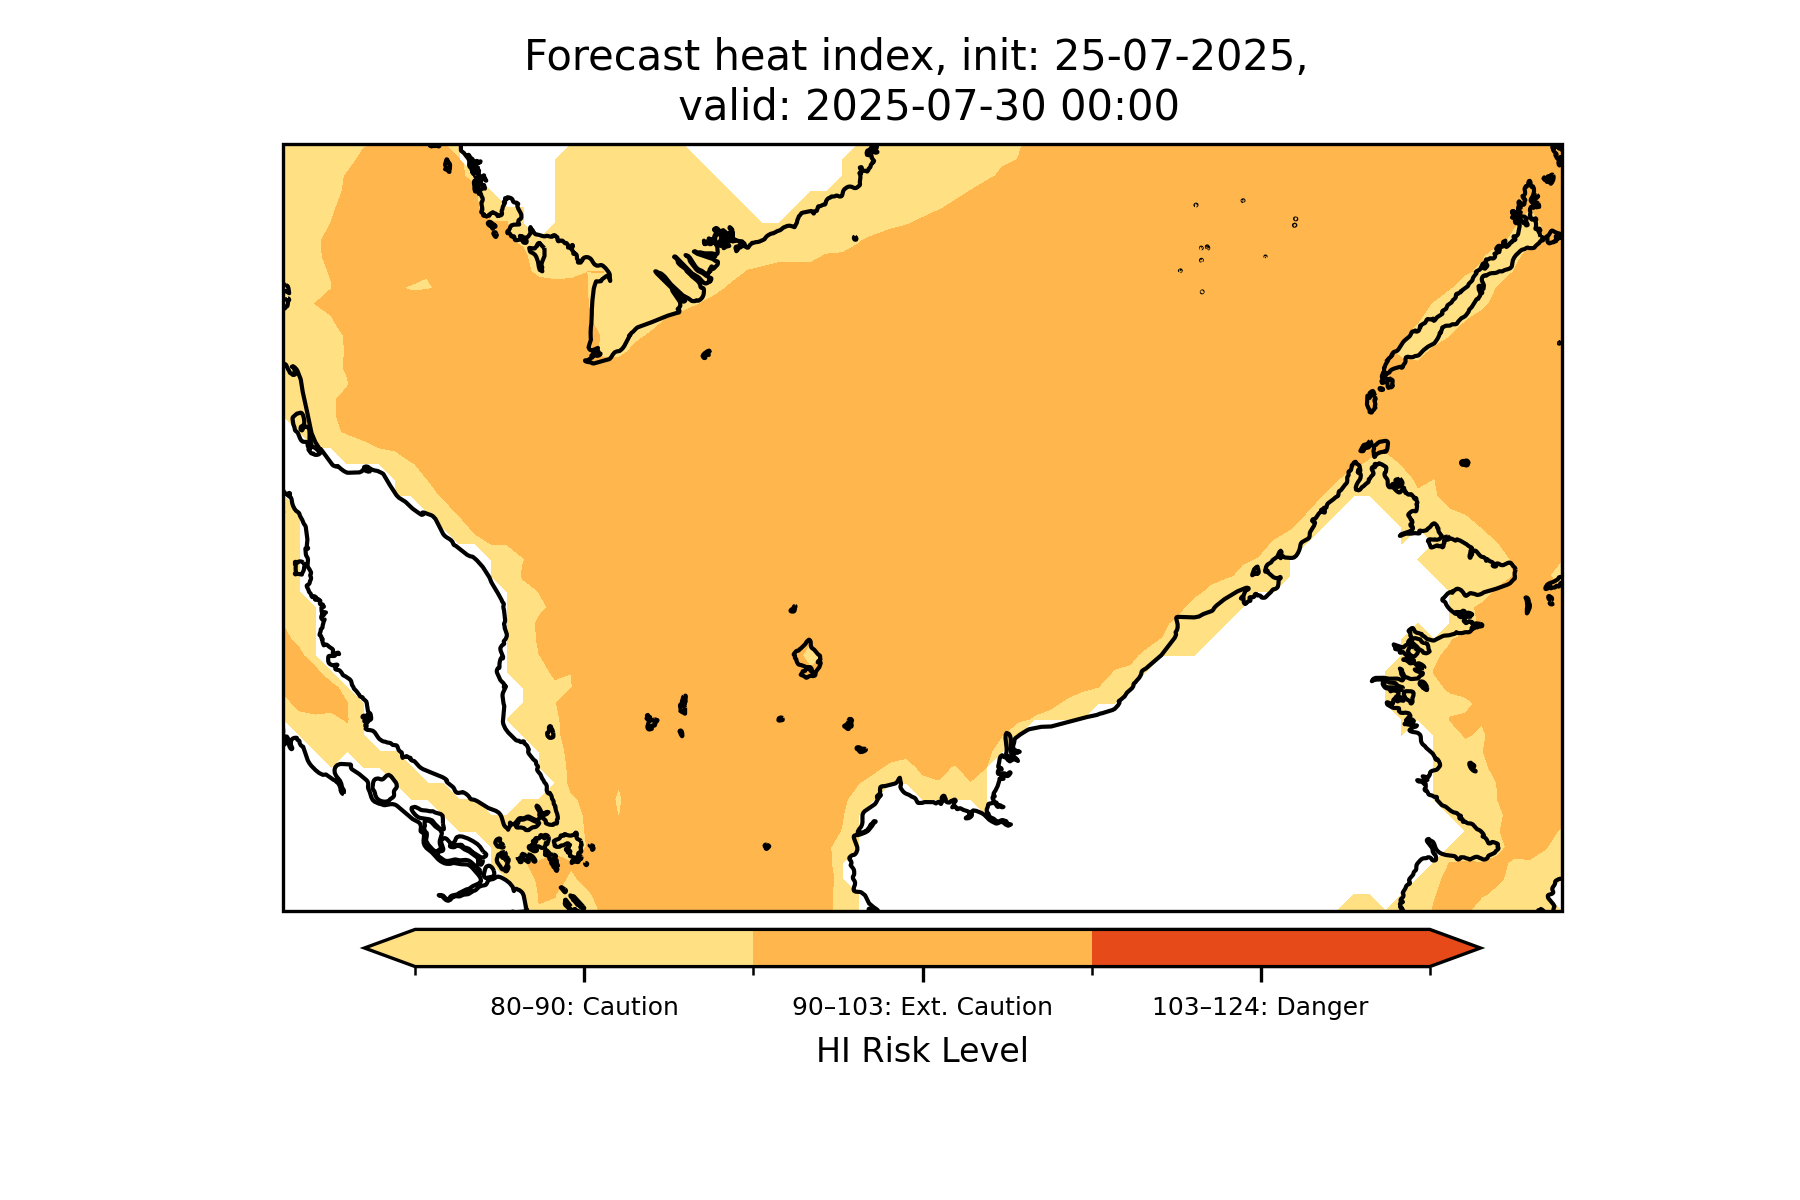 Forecast heat index, init: 25-07-2025,
valid: 2025-07-30 00:00
80–90: Caution
90–103: Ext. Caution
103–124: Danger
HI Risk Level